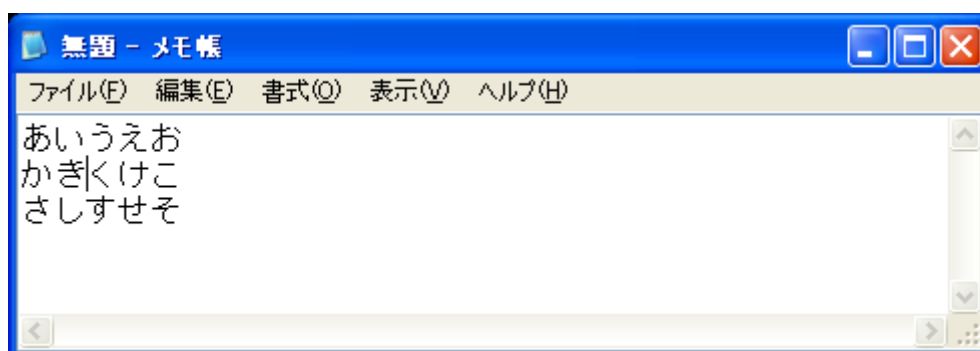 無題 - メモ帳
ファイル(F) 編集(E) 書式(O) 表示(V) ヘルプ(H)
あいうえお
かきくけこ
さしすせそ